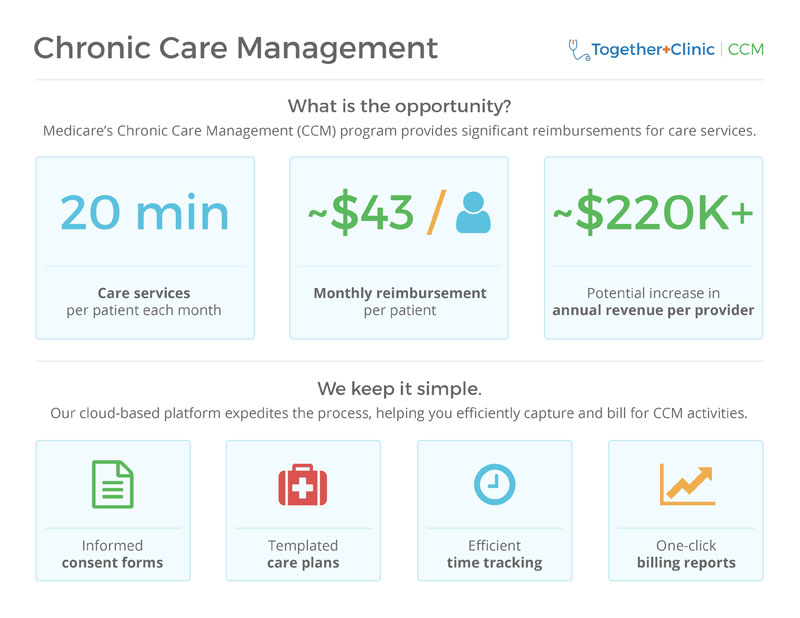 Chronic Care Management
Together+Clinic | CCM
What is the opportunity?
Medicare's Chronic Care Management (CCM) program provides significant reimbursements for care services.
20 min
Care services
per patient each month
~$43 /
Monthly reimbursement
per patient
~$220K+
Potential increase in
annual revenue per provider
We keep it simple.
Our cloud-based platform expedites the process, helping you efficiently capture and bill for CCM activities.
Informed
consent forms
Templated
care plans
Efficient
time tracking
One-click
billing reports